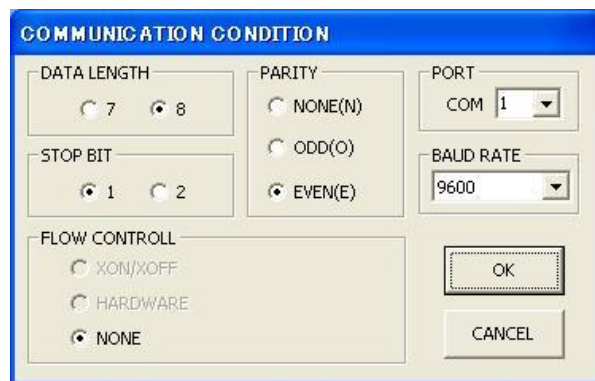 COMMUNICATION CONDITION
DATA LENGTH
7 8
PARITY
NONE(N)
ODD(O)
EVEN(E)
PORT
COM 1
STOP BIT
1 2
BAUD RATE
9600
FLOW CONTROLL
XON/XOFF
HARDWARE
NONE
OK
CANCEL